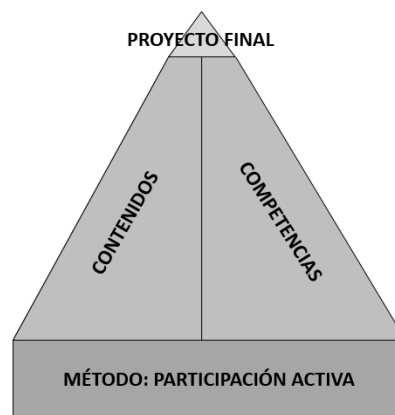 PROYECTO FINAL
CONTENIDOS
COMPETENCIAS
MÉTODO: PARTICIPACIÓN ACTIVA